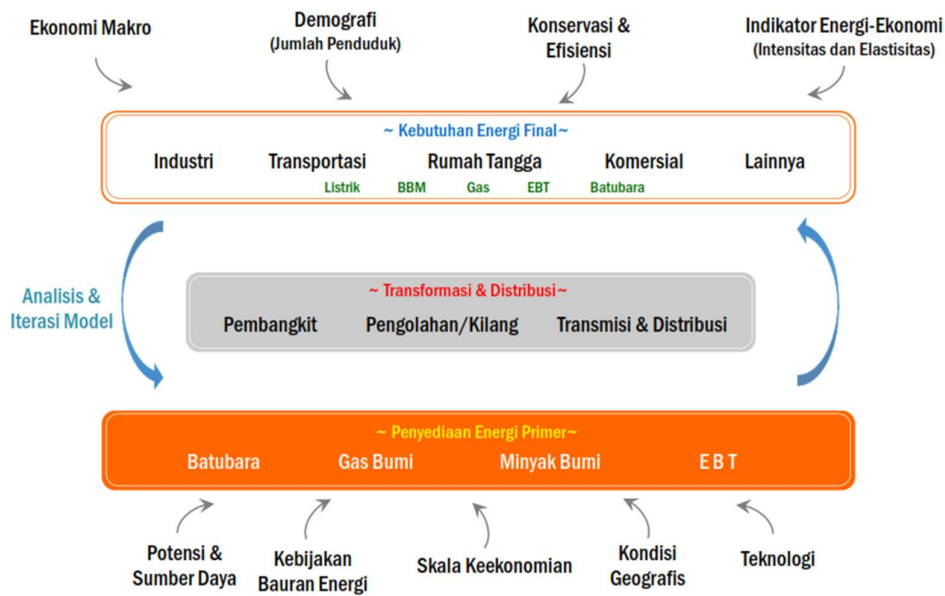 Ekonomi Makro
Demografi
(Jumlah Penduduk)
Konservasi &
Efisiensi
Indikator Energi-Ekonomi
(Intensitas dan Elastisitas)
~ Kebutuhan Energi Final~
Industri Transportasi Rumah Tangga Komersial Lainnya
Listrik BBM Gas EBT Batubara
Analisis &
Iterasi Model
~ Transformasi & Distribusi~
Pembangkit Pengolahan/Kilang Transmisi & Distribusi
~ Penyediaan Energi Primer~
Batubara Gas Bumi Minyak Bumi E B T
Potensi &
Sumber Daya
Kebijakan
Bauran Energi
Skala Keekonomian
Kondisi
Geografis
Teknologi